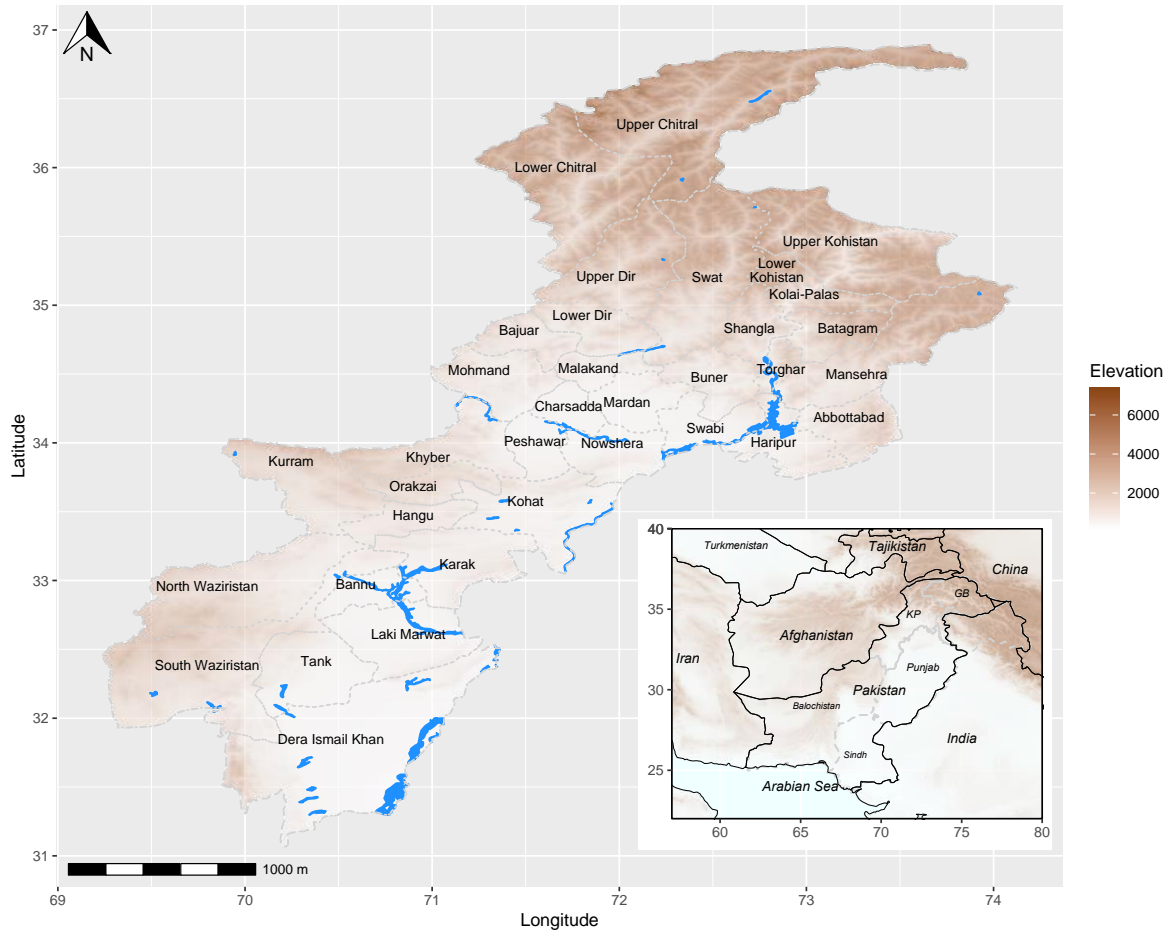 37
36
35
34
33
32
31
69
70
71
72
73
74
Latitude
Longitude
N
Upper Chitral
Lower Chitral
Upper Kohistan
Upper Dir
Swat
Lower
Kohistan
Kolai-Palas
Lower Dir
Bajuar
Shangla
Batagram
Mohmand
Malakand
Buner
Torghar
Mansehra
Charsadda
Mardan
Abbottabad
Swabi
Peshawar
Nowshera
Haripur
Kurram
Khyber
Orakzai
Kohat
Hangu
North Waziristan
Bannu
Karak
Laki Marwat
South Waziristan
Tank
Dera Ismail Khan
1000 m
Elevation
6000
4000
2000
40
35
30
25
60
65
70
75
80
Turkmenistan
Tajikistan
China
GB
KP
Afghanistan
Iran
Punjab
Pakistan
Balochistan
Sindh
India
Arabian Sea